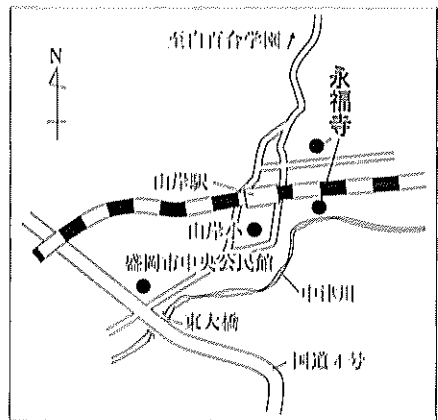 至白百合学園
N
永福寺
山岸駅
山岸小
盛岡市中央公民館
中津川
東大橋
国道4号